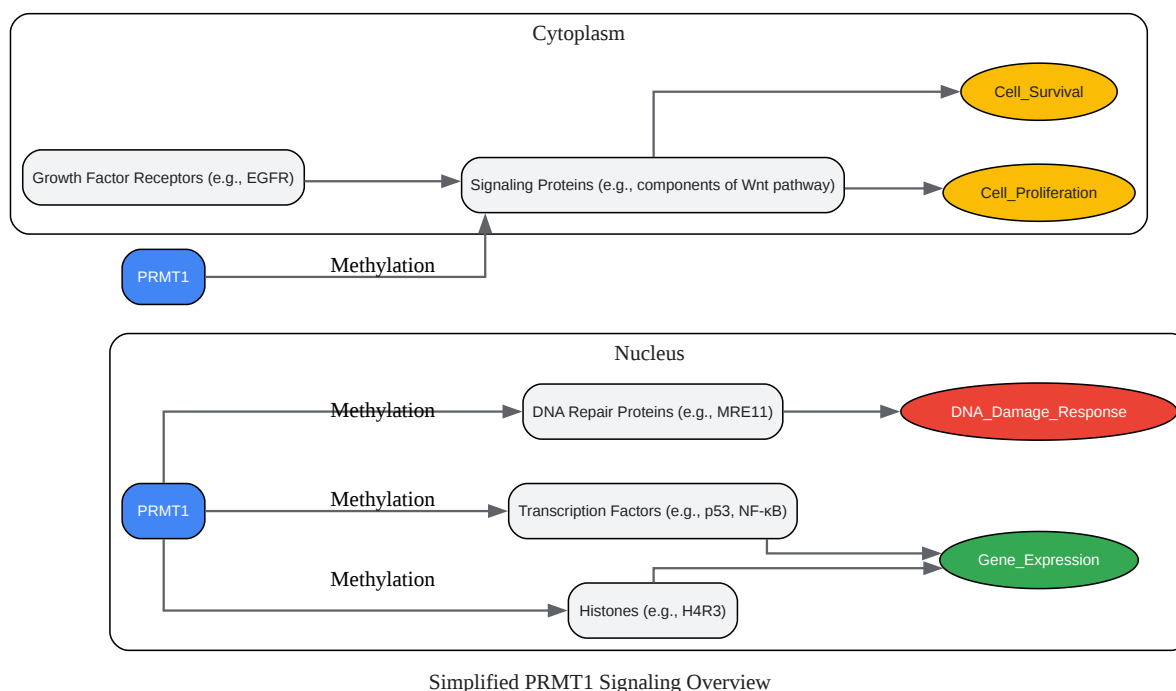 Cytoplasm
Cell_Survival
Growth Factor Receptors (e.g., EGFR)
Signaling Proteins (e.g., components of Wnt pathway)
Cell_Proliferation
PRMT1
Methylation
Nucleus
Methylation
DNA Repair Proteins (e.g., MRE11)
DNA_Damage_Response
PRMT1
Methylation
Transcription Factors (e.g., p53, NF-κB)
Gene_Expression
Methylation
Histones (e.g., H4R3)
Simplified PRMT1 Signaling Overview